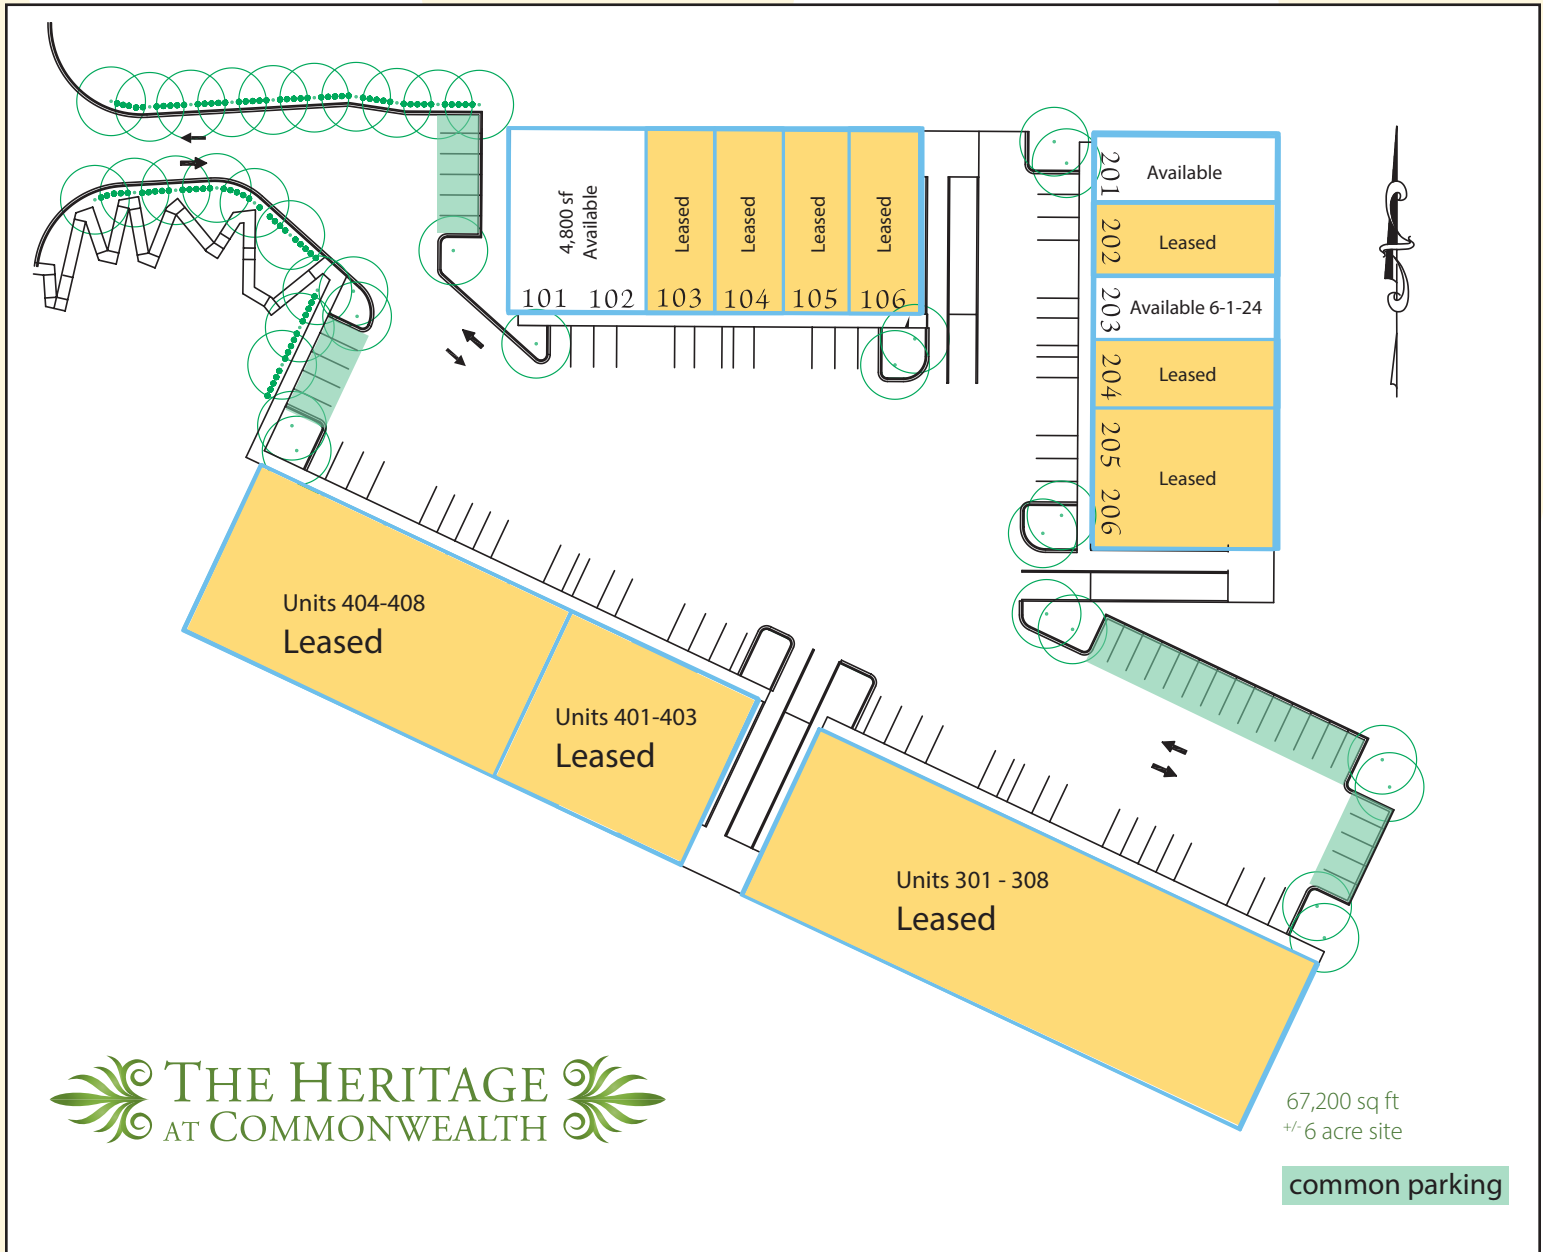 4,800 sf
Available
Leased
Leased
Leased
Leased
101 102 103 104 105 106
201 Available
202 Leased
203 Available 6-1-24
204 Leased
205
206
Leased
Units 404-408
Leased
Units 401-403
Leased
Units 301 - 308
Leased
THE HERITAGE
AT COMMONWEALTH
67,200 sq ft
+/- 6 acre site
common parking